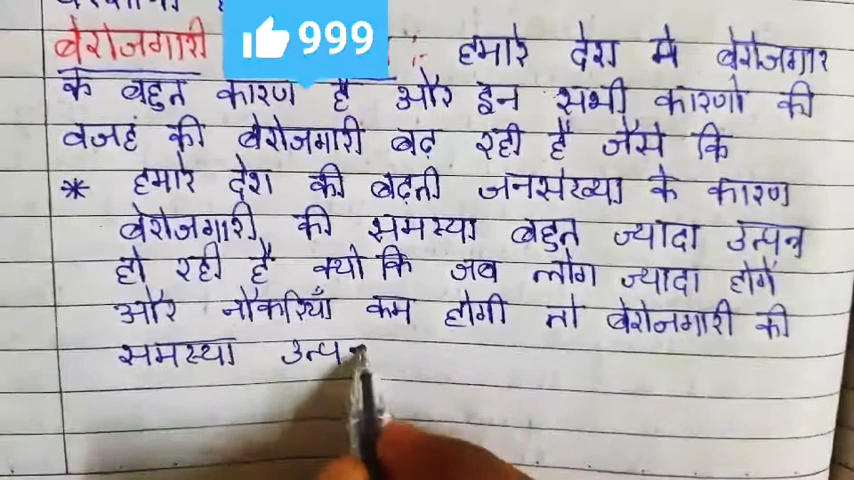 बेरोजगारी 999 :- हमारे देश मे बेरोजगार
के बहुत कारण है और इन सभी कारणो की
वजह की बेरोजगारी बढ़ रही है जैसे कि
* हमारे देश की बढ़ती जनसंख्या के कारण
बेरोजगारी की समस्या बहुत ज्यादा उत्पन्न
हो रही है क्यो कि जब लोग ज्यादा होगें
और नौकरियाँ कम होगी तो बेरोजगारी की
समस्या उत्प